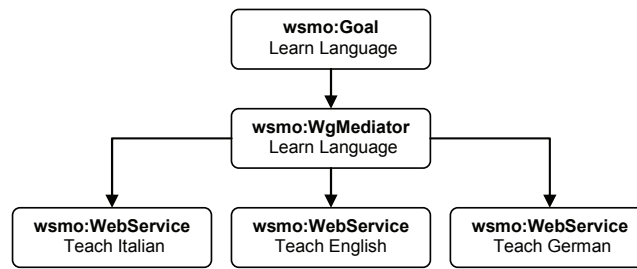 wsmo:Goal
Learn Language
wsmo:WgMediator
Learn Language
wsmo:WebService
Teach Italian
wsmo:WebService
Teach English
wsmo:WebService
Teach German